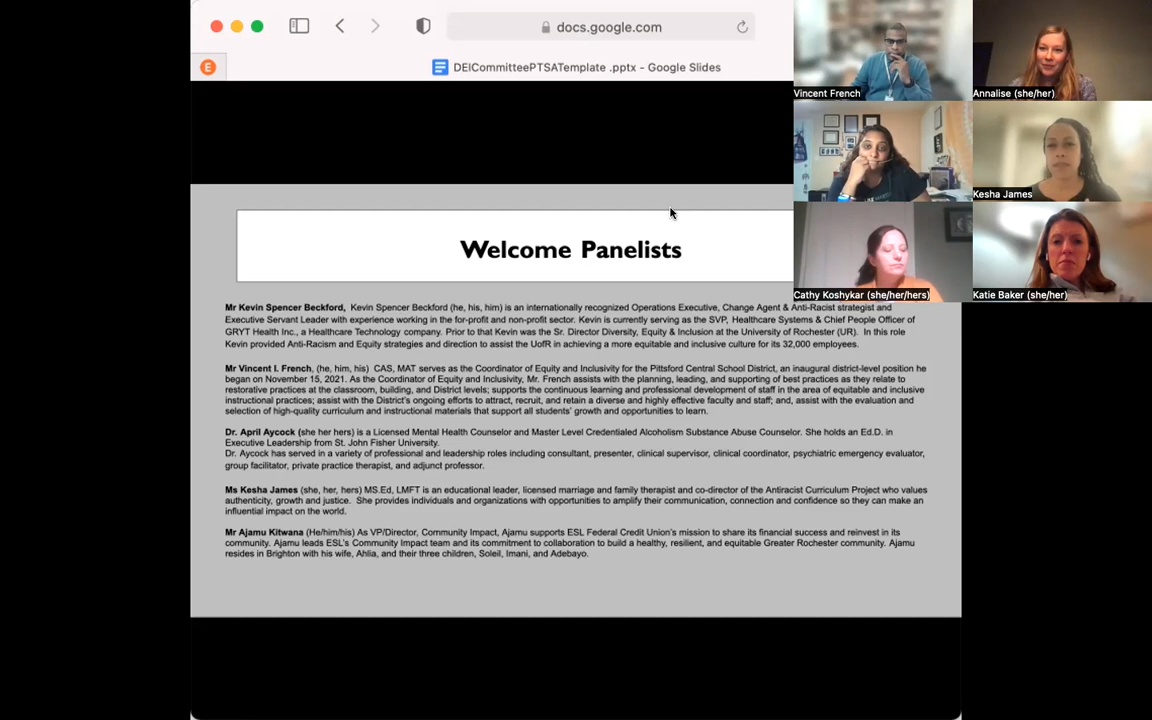 docs.google.com
E
DEICommitteePTSATemplate .pptx - Google Slides
Vincent French
Annalise (she/her)
Kesha James
Cathy Koshykar (she/her/hers)
Katie Baker (she/her)
Welcome Panelists
Mr Kevin Spencer Beckford, Kevin Spencer Beckford (he, his, him) is an internationally recognized Operations Executive, Change Agent & Anti-Racist strategist and
Executive Servant Leader with experience working in the for-profit and non-profit sector. Kevin is currently serving as the SVP, Healthcare Systems & Chief People Officer of
GRYT Health Inc., a Healthcare Technology company. Prior to that Kevin was the Sr. Director Diversity, Equity & Inclusion at the University of Rochester (UR). In this role
Kevin provided Anti-Racism and Equity strategies and direction to assist the UofR in achieving a more equitable and inclusive culture for its 32,000 employees.
Mr Vincent I. French, (he, him, his) CAS, MAT serves as the Coordinator of Equity and Inclusivity for the Pittsford Central School District, an inaugural district-level position he
began on November 15, 2021. As the Coordinator of Equity and Inclusivity, Mr. French assists with the planning, leading, and supporting of best practices as they relate to
restorative practices at the classroom, building, and District levels; supports the continuous learning and professional development of staff in the area of equitable and inclusive
instructional practices; assist with the District's ongoing efforts to attract, recruit, and retain a diverse and highly effective faculty and staff; and, assist with the evaluation and
selection of high-quality curriculum and instructional materials that support all students' growth and opportunities to learn.
Dr. April Aycock (she her hers) is a Licensed Mental Health Counselor and Master Level Credentialed Alcoholism Substance Abuse Counselor. She holds an Ed.D. in
Executive Leadership from St. John Fisher University.
Dr. Aycock has served in a variety of professional and leadership roles including consultant, presenter, clinical supervisor, clinical coordinator, psychiatric emergency evaluator,
group facilitator, private practice therapist, and adjunct professor.
Ms Kesha James (she, her, hers) MS.Ed, LMFT is an educational leader, licensed marriage and family therapist and co-director of the Antiracist Curriculum Project who values
authenticity, growth and justice. She provides individuals and organizations with opportunities to amplify their communication, connection and confidence so they can make an
influential impact on the world.
Mr Ajamu Kitwana (He/him/his) As VP/Director, Community Impact, Ajamu supports ESL Federal Credit Union's mission to share its financial success and reinvest in its
community. Ajamu leads ESL's Community Impact team and its commitment to collaboration to build a healthy, resilient, and equitable Greater Rochester community. Ajamu
resides in Brighton with his wife, Ahlia, and their three children, Soleil, Imani, and Adebayo.